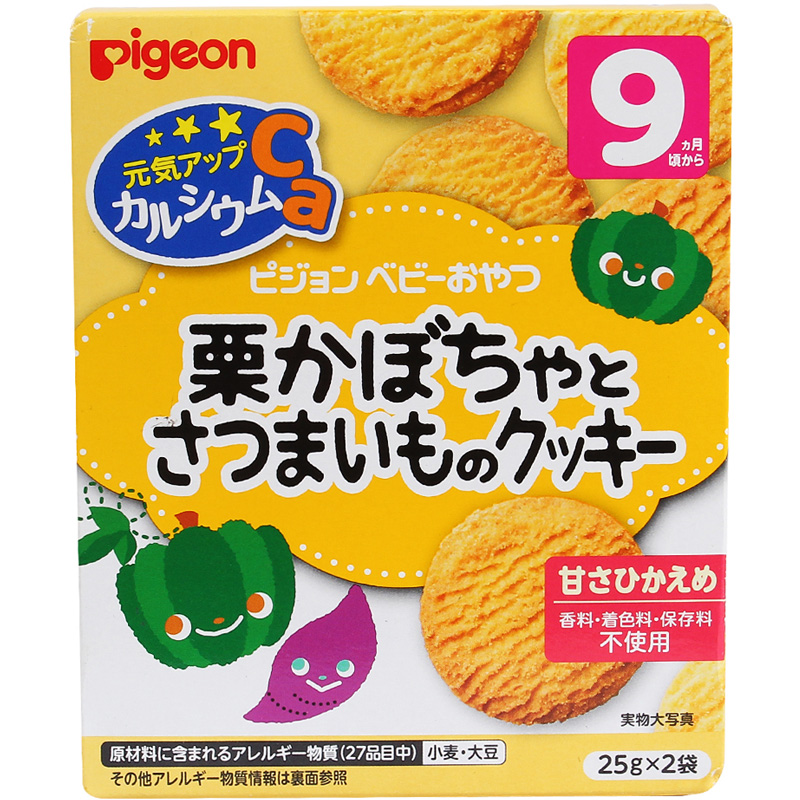 pigeon
9
ヵ月
頃から
元気アップ
カルシウム
Ca
ピジョン ベビーおやつ
栗かぼちゃと
さつまいものクッキー
甘さひかえめ
香料・着色料・保存料
不使用
実物大写真
原材料に含まれるアレルギー物質(27品目中) 小麦・大豆
その他アレルギー物質情報は裏面参照
25g×2袋